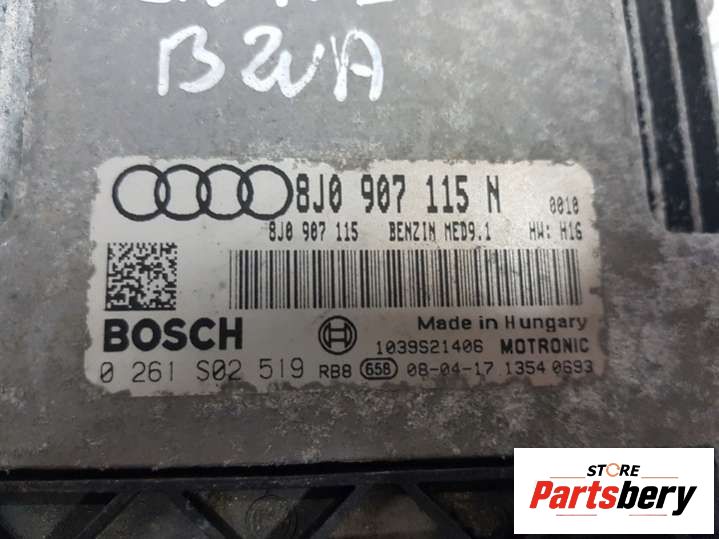 BWA
8J0 907 115 N 0010
8J0 907 115 BENZIN MED9.1 HW: H16
BOSCH
Made in Hungary
1039S21406 MOTRONIC
0 261 S02 519 RB8 658 08-04-17 1354 0693
STORE
Partsbery